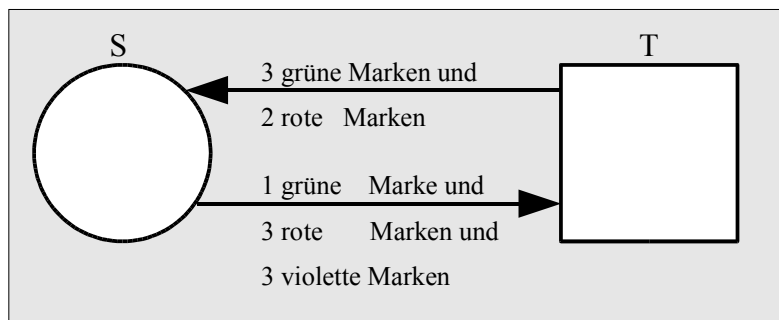 S
T
3 grüne Marken und
2 rote Marken
1 grüne Marke und
3 rote Marken und
3 violette Marken